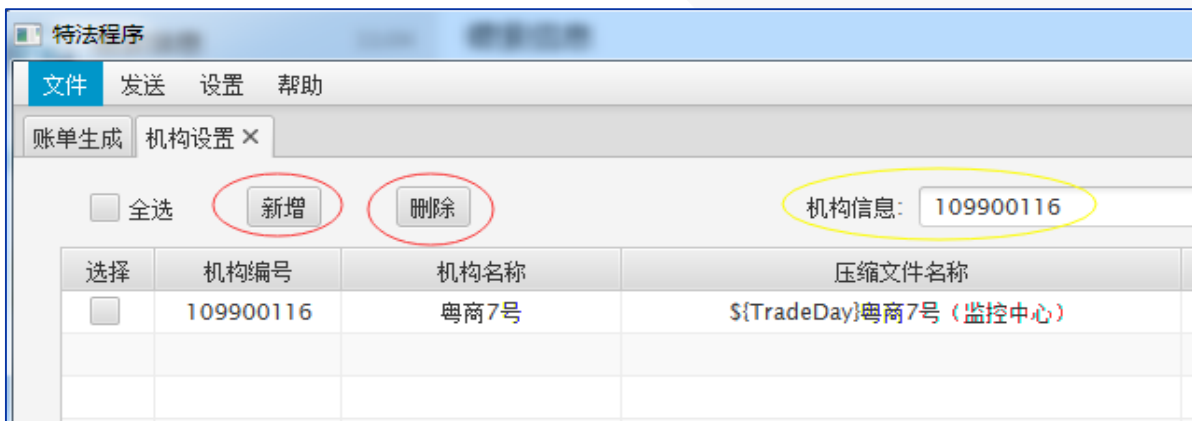 特法程序
文件 发送 设置 帮助
账单生成 机构设置 ×
全选 新增 删除 机构信息: 109900116
选择 机构编号 机构名称 压缩文件名称
109900116 粤商7号 ${TradeDay}粤商7号（监控中心）